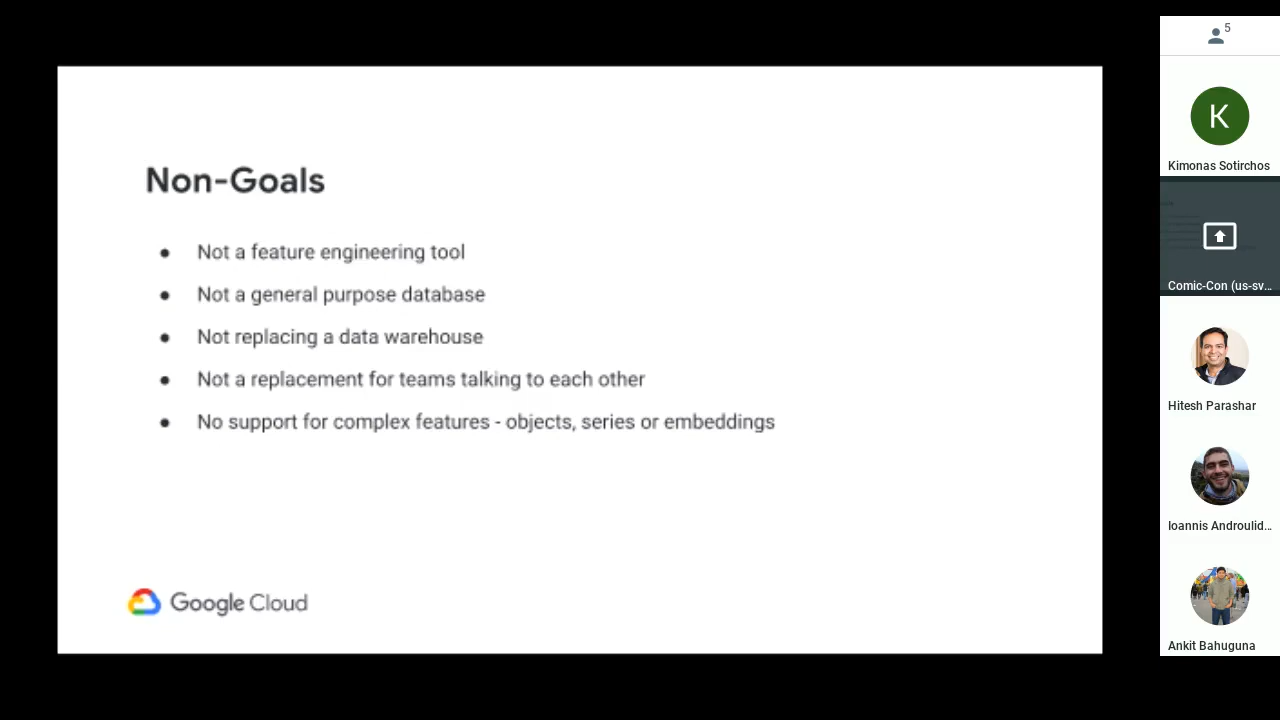 Non-Goals
● Not a feature engineering tool
● Not a general purpose database
● Not replacing a data warehouse
● Not a replacement for teams talking to each other
● No support for complex features - objects, series or embeddings
Google Cloud
5
K
Kimonas Sotirchos
Comic-Con (us-sv...
Hitesh Parashar
Ioannis Androulid...
Ankit Bahuguna